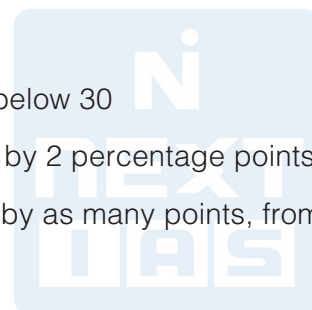 below 30
by 2 percentage points
by as many points, from
NEXT
IAS